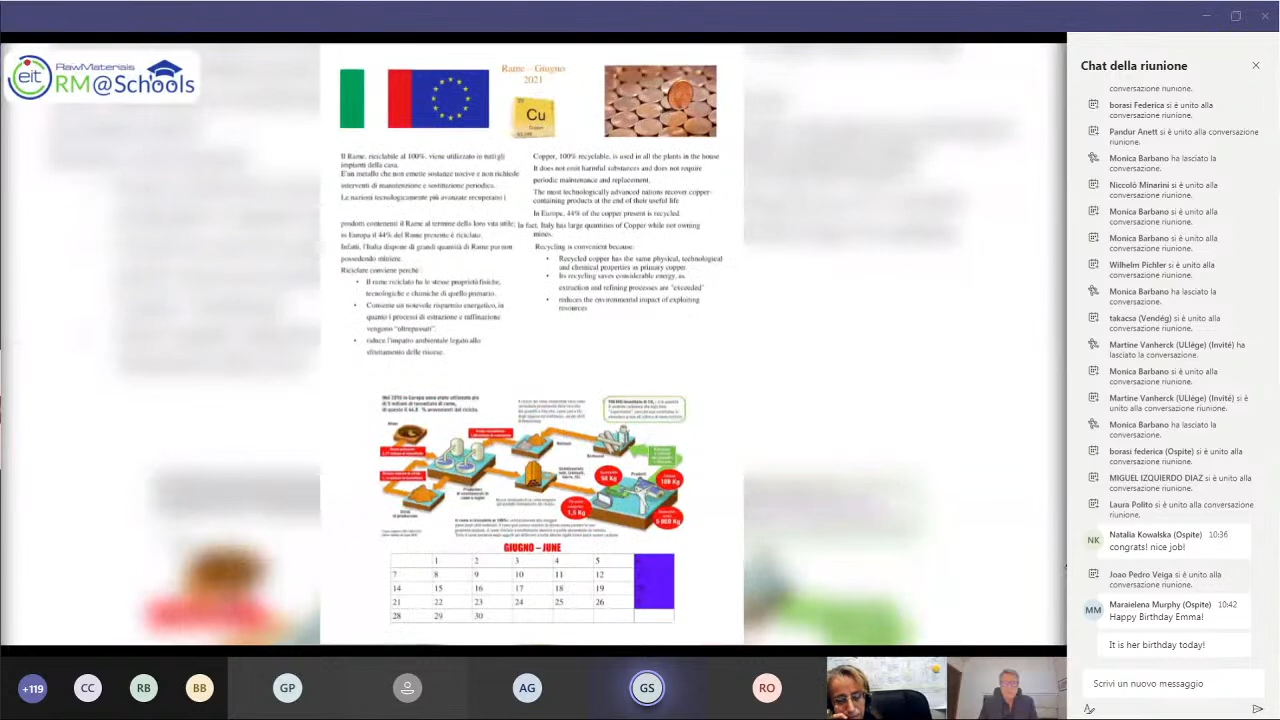 eit RawMaterials
RM@Schools
Rame – Giugno
2021
29
Cu
Copper
Il Rame, riciclabile al 100%, viene utilizzato in tutti gli
impianti della casa.
E'un metallo che non emette sostanze nocive e non richiede
interventi di manutenzione e sostituzione periodica.
Le nazioni tecnologicamente più avanzate recuperano i
prodotti contenenti il Rame al termine della loro vita utile;
in Europa il 44% del Rame presente è riciclato.
Infatti, l'Italia dispone di grandi quantità di Rame pur non
possedendo miniere.
Riciclare conviene perché :
• Il rame riciclato ha le stesse proprietà fisiche,
tecnologiche e chimiche di quello primario.
• Consente un notevole risparmio energetico, in
quanto i processi di estrazione e raffinazione
vengono "oltrepassati".
• riduce l'impatto ambientale legato allo
sfruttamento delle risorse.
Copper, 100% recyclable, is used in all the plants in the house
It does not emit harmful substances and does not require
periodic maintenance and replacement.
The most technologically advanced nations recover copper-
containing products at the end of their useful life
In Europe, 44% of the copper present is recycled.
In fact, Italy has large quantities of Copper while not owning
mines.
Recycling is convenient because:
• Recycled copper has the same physical, technological
and chemical properties as primary copper.
• Its recycling saves considerable energy, as
extraction and refining processes are "exceeded"
• reduces the environmental impact of exploiting
resources
Prodotti
98 Kg
180 Kg
1,5 Kg
GIUGNO – JUNE
1 2 3 4 5
7 8 9 10 11 12
14 15 16 17 18 19
21 22 23 24 25 26
28 29 30
+119
CC
RB
BB
GP
AG
GS
RO
Chat della riunione
conversazione riunione.
borasi Federica si è unito alla
conversazione riunione.
Pandur Anett si è unito alla conversazione
riunione.
Monica Barbano ha lasciato la
conversazione.
Niccolò Minarini si è unito alla
conversazione riunione.
Monica Barbano si è unito alla
conversazione riunione.
Monica Barbano si è unito alla
conversazione riunione.
Wilhelm Pichler si è unito alla
conversazione riunione.
Monica Barbano ha lasciato la
conversazione.
takacsa (Vendég) si è unito alla
conversazione riunione.
Martine Vanherck (ULiège) (Invité) ha
lasciato la conversazione.
Monica Barbano si è unito alla
conversazione riunione.
Martine Vanherck (ULiège) (Invité) si è
unito alla conversazione riunione.
Monica Barbano ha lasciato la
conversazione.
borasi federica (Ospite) si è unito alla
conversazione riunione.
MIGUEL IZQUIERDO DIAZ si è unito alla
conversazione riunione.
Laura Polito si è unito alla conversazione
riunione.
Natalia Kowalska (Ospite) 10:36
congrats! nice job!
Joao Pedro Veiga si è unito alla
conversazione riunione.
MM
Maraielena Murphy (Ospite) 10:42
Happy Birthday Emma!
It is her birthday today!
Scrivi un nuovo messaggio